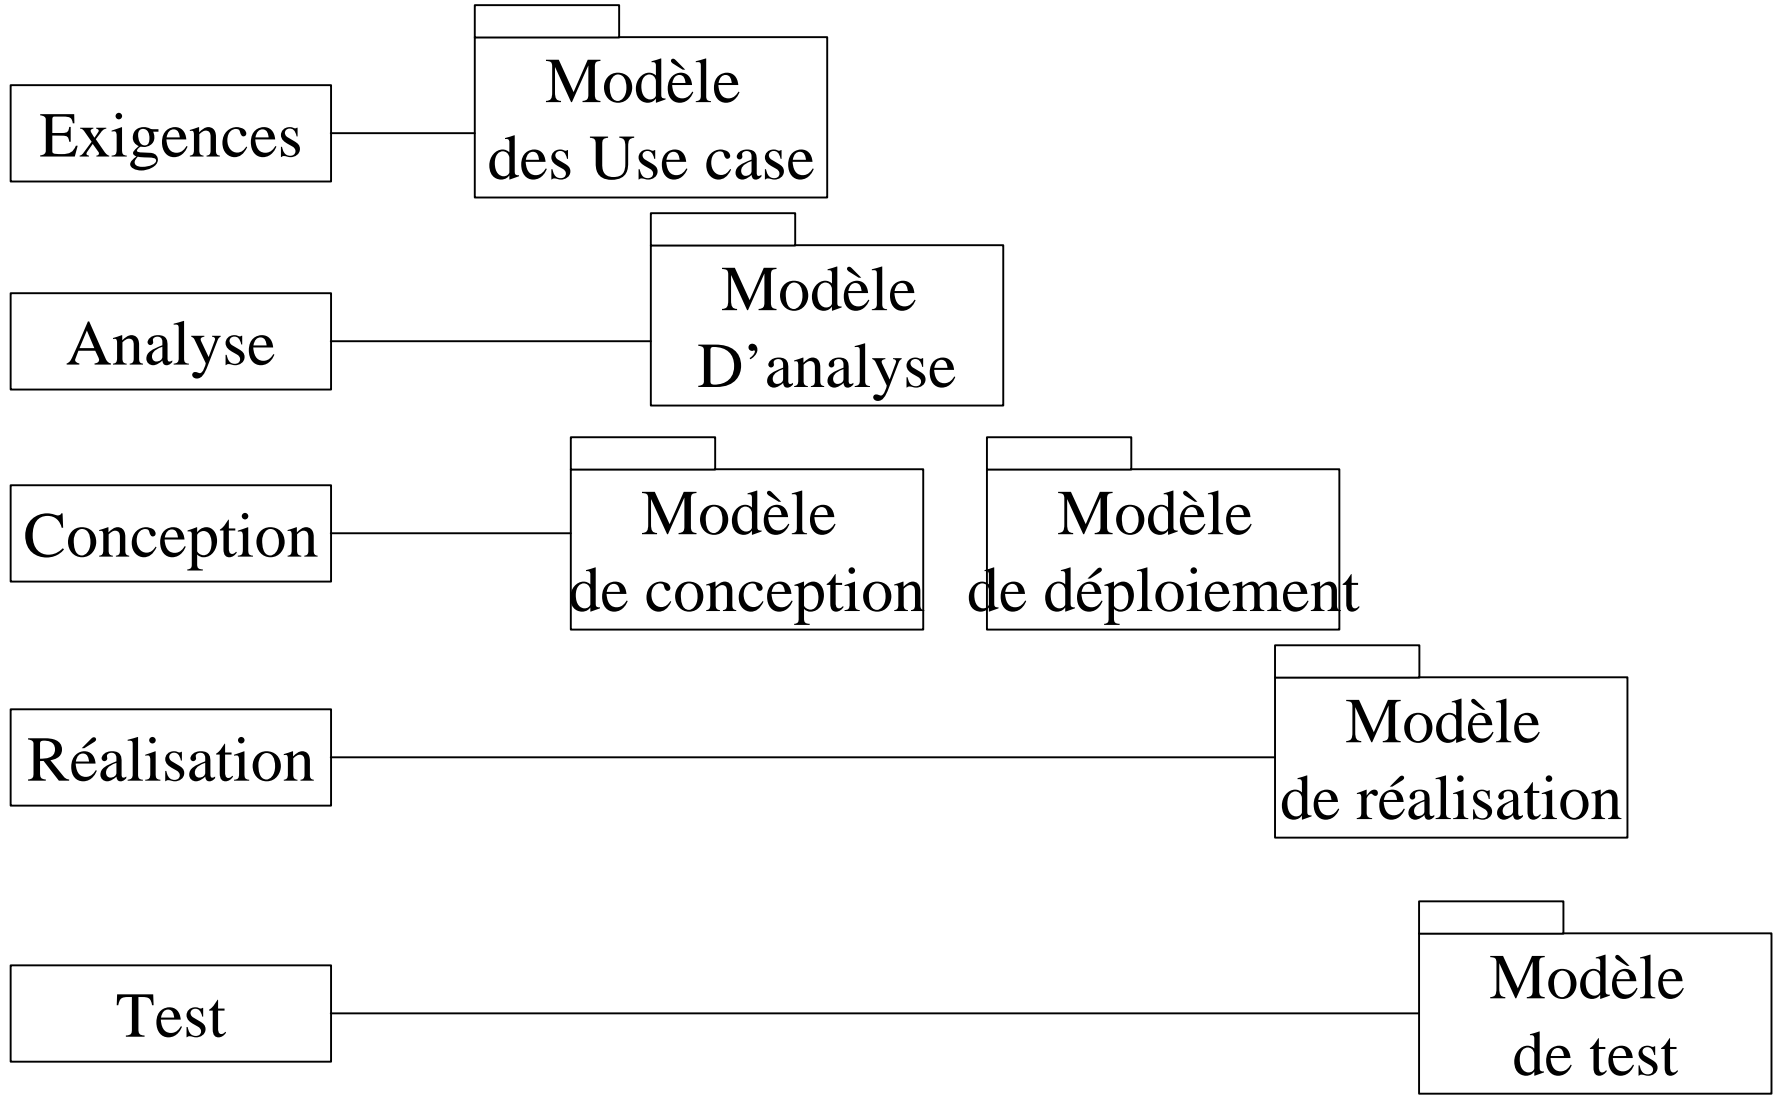 Exigences
Modèle
des Use case
Analyse
Modèle
D’analyse
Conception
Modèle
de conception
Modèle
de déploiement
Réalisation
Modèle
de réalisation
Test
Modèle
de test